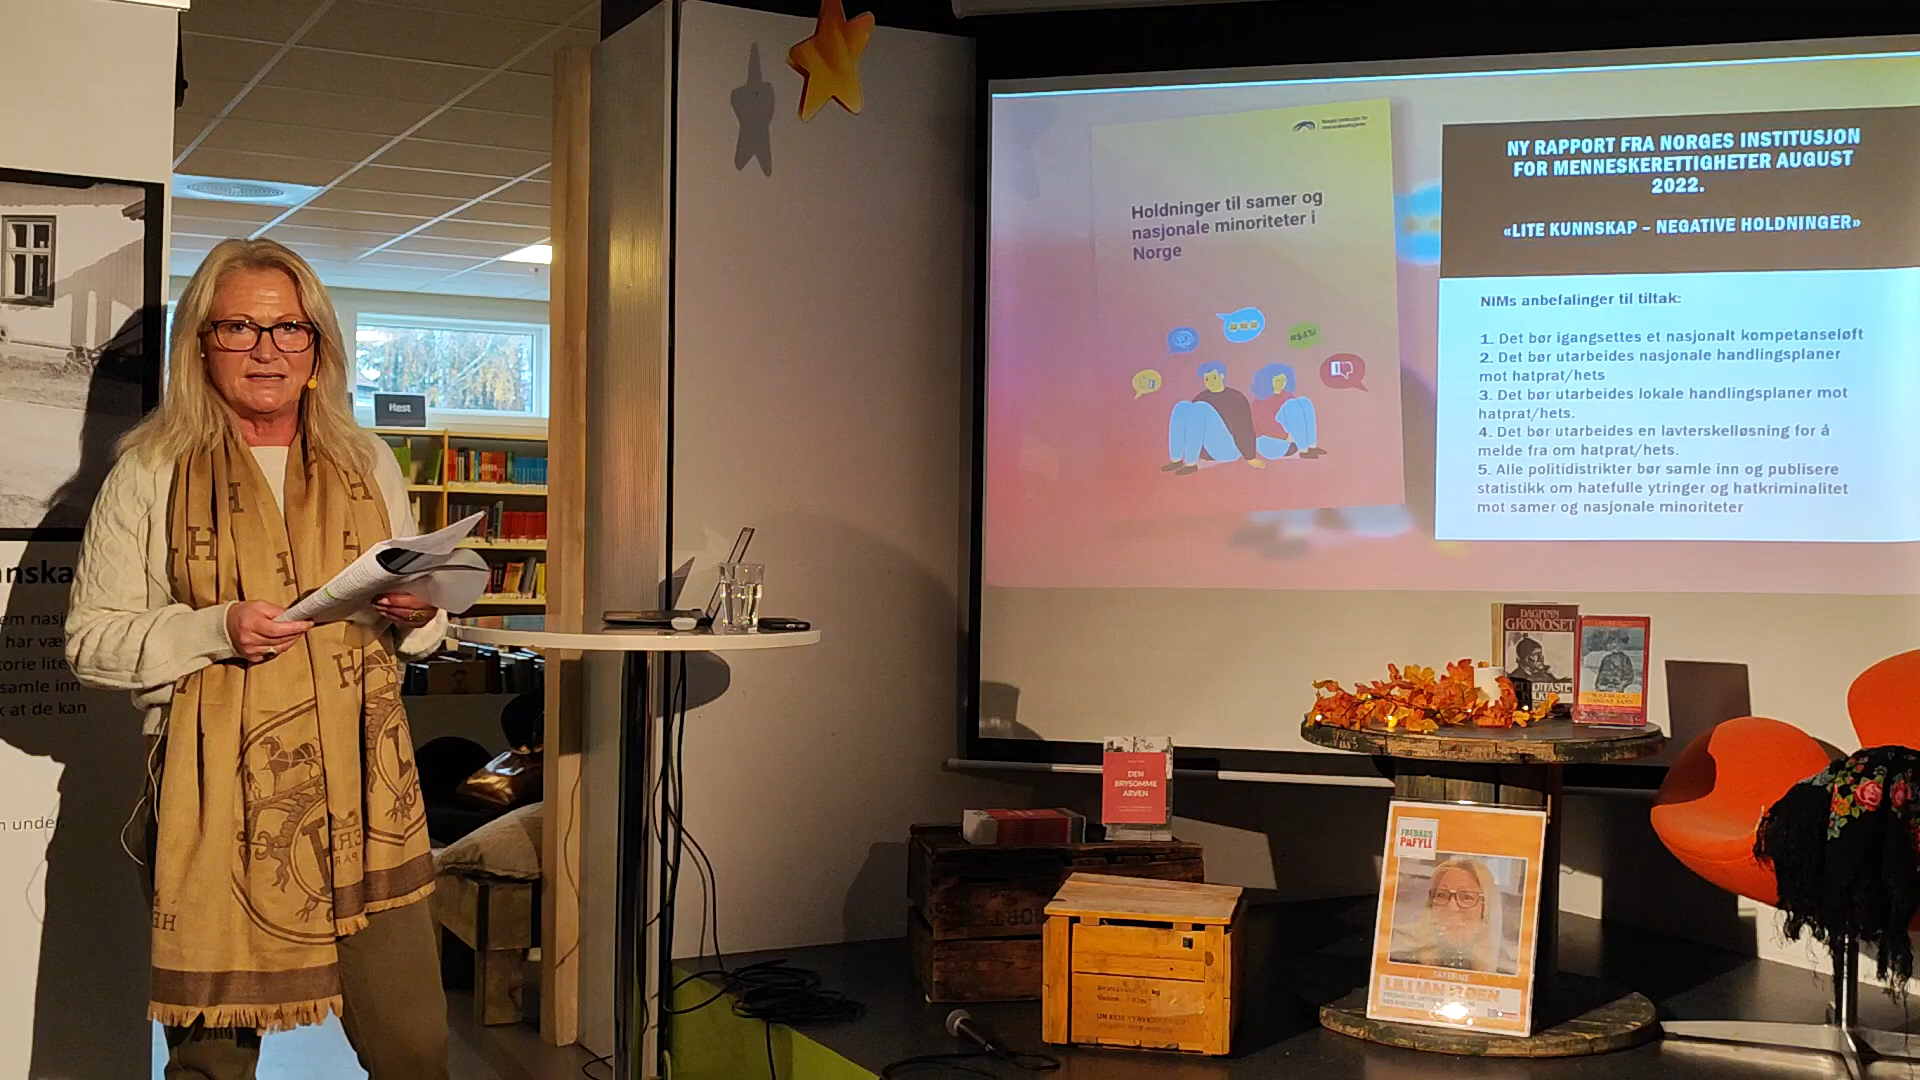 NY RAPPORT FRA NORGES INSTITUSJON
FOR MENNESKERETTIGHETER AUGUST
2022.
«LITE KUNNSKAP – NEGATIVE HOLDNINGER»
Holdninger til samer og
nasjonale minoriteter i
Norge
NIMs anbefalinger til tiltak:
1. Det bør igangsettes et nasjonalt kompetanseløft
2. Det bør utarbeides nasjonale handlingsplaner
mot hatprat/hets
3. Det bør utarbeides lokale handlingsplaner mot
hatprat/hets.
4. Det bør utarbeides en lavterskelløsning for å
melde fra om hatprat/hets.
5. Alle politidistrikter bør samle inn og publisere
statistikk om hatefulle ytringer og hatkriminalitet
mot samer og nasjonale minoriteter
Høst
nska
em nasj
har væ
torie lite
samle inn
k at de kan
n under
H
H
H
DAGFINN
GRØNOSET
DEN
BRYSOMME
ARVEN
FREDAGS
PÅFYLL